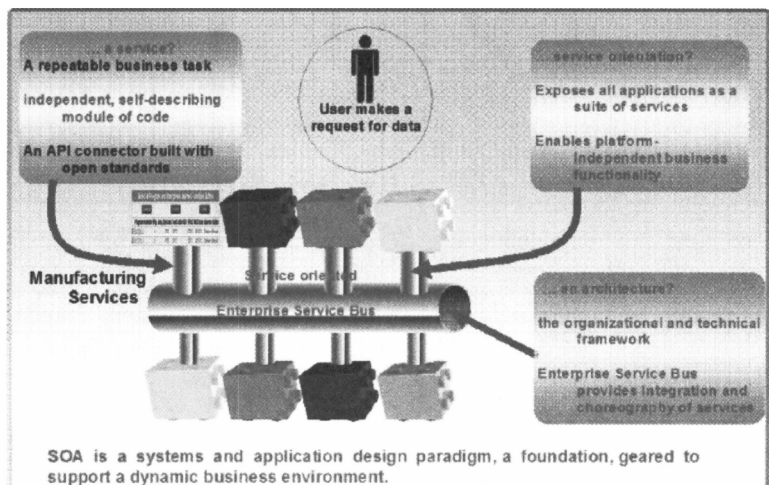 ... a service?
A repeatable business task
independent, self-describing
module of code
An API connector built with
open standards
User makes a
request for data
... service orientation?
Exposes all applications as a
suite of services
Enables platform-
independent business
functionality
Manufacturing
Services
Service oriented
Enterprise Service Bus
... an architecture?
the organizational and technical
framework
Enterprise Service Bus
provides integration and
choreography of services
SOA is a systems and application design paradigm, a foundation, geared to
support a dynamic business environment.